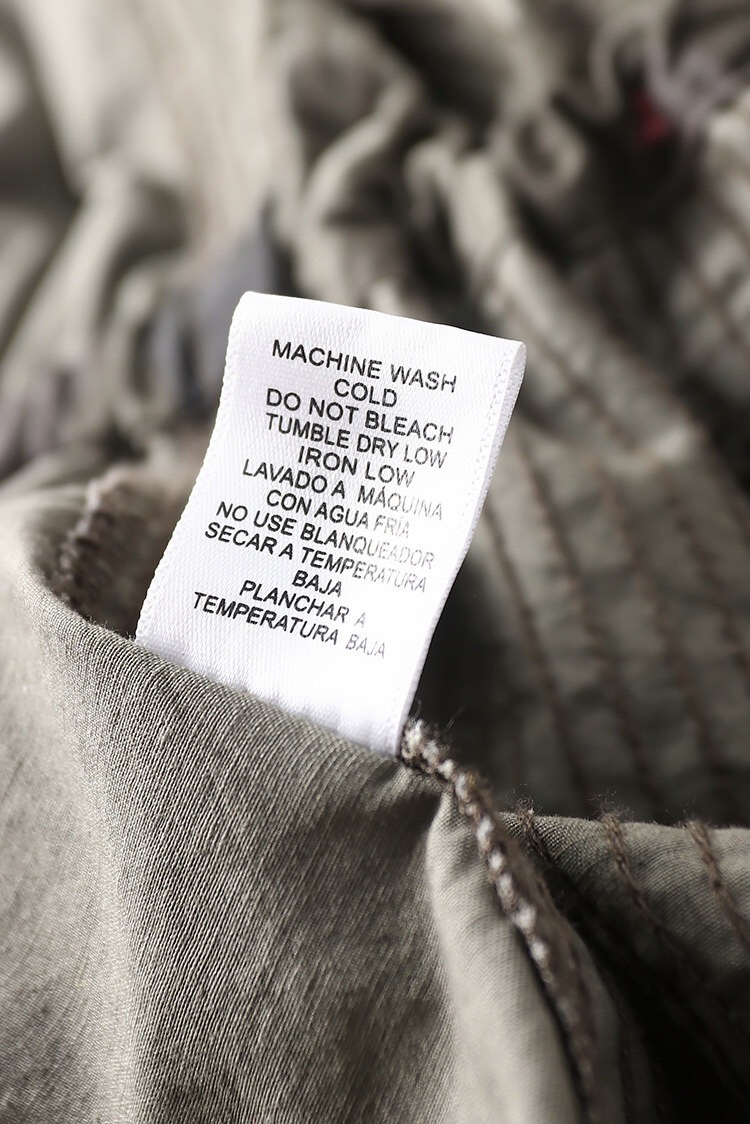 MACHINE WASH
COLD
DO NOT BLEACH
TUMBLE DRY LOW
IRON LOW
LAVADO A MÁQUINA
CON AGUA FRÍA
NO USE BLANQUEADOR
SECAR A TEMPERATURA
BAJA
PLANCHAR A
TEMPERATURA BAJA